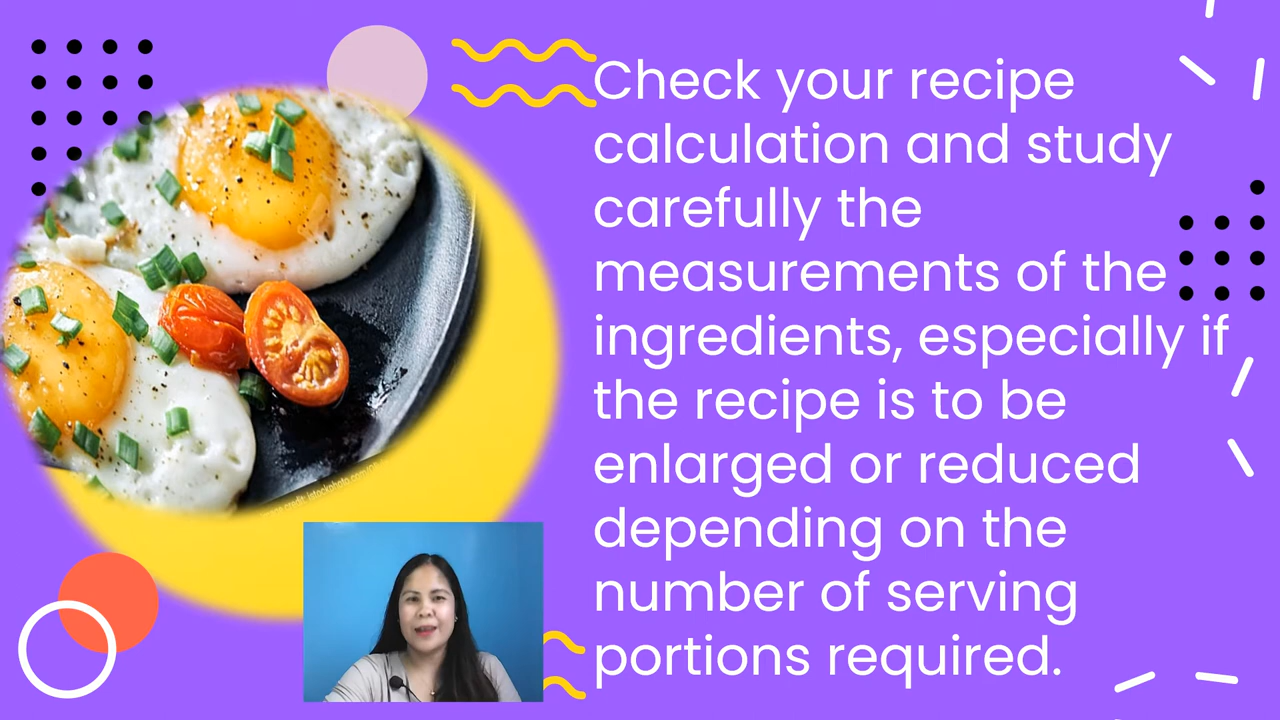 Check your recipe
calculation and study
carefully the
measurements of the
ingredients, especially if
the recipe is to be
enlarged or reduced
depending on the
number of serving
portions required.